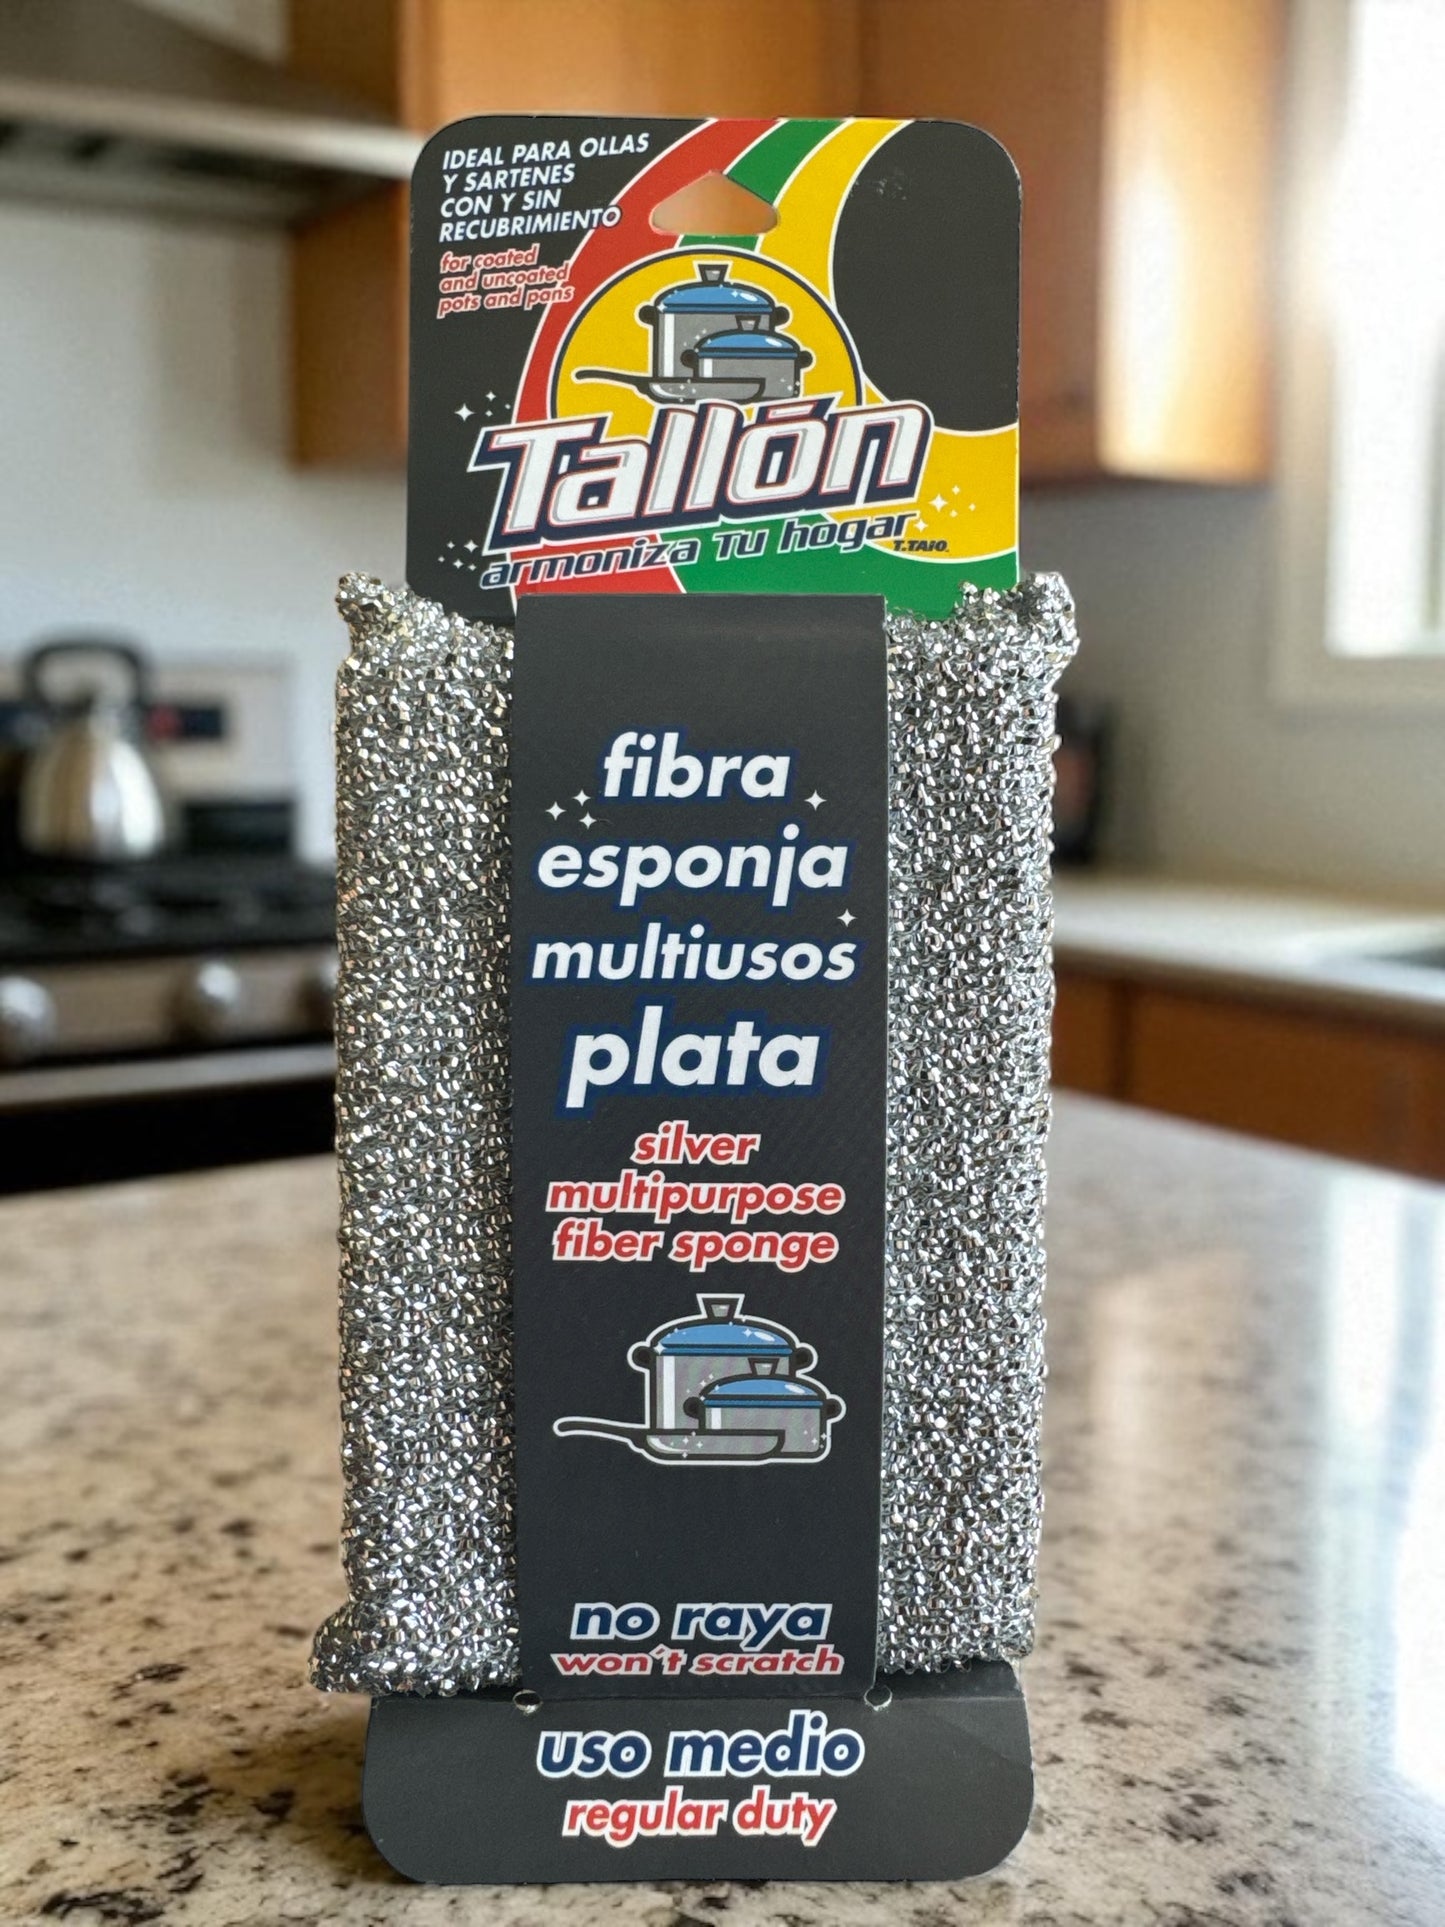 IDEAL PARA OLLAS
Y SARTENES
CON Y SIN
RECUBRIMIENTO
for coated
and uncoated
pots and pans
Tallón
armoniza Tu hogar
T.TAIO.
fibra
esponja
multiusos
plata
silver
multipurpose
fiber sponge
no raya
won´t scratch
uso medio
regular duty